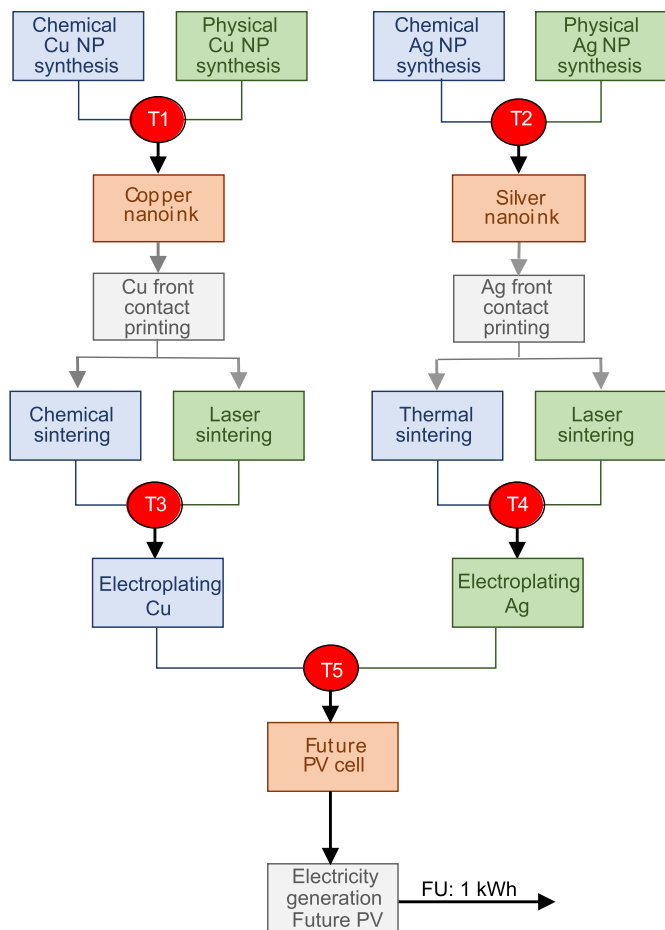 Chemical
Cu NP
synthesis
Physical
Cu NP
synthesis
Chemical
Ag NP
synthesis
Physical
Ag NP
synthesis
T1
T2
Copper
nanoink
Silver
nanoink
Cu front
contact
printing
Ag front
contact
printing
Chemical
sintering
Laser
sintering
Thermal
sintering
Laser
sintering
T3
T4
Electroplating
Cu
Electroplating
Ag
T5
Future
PV cell
Electricity
generation
Future PV
FU: 1 kWh